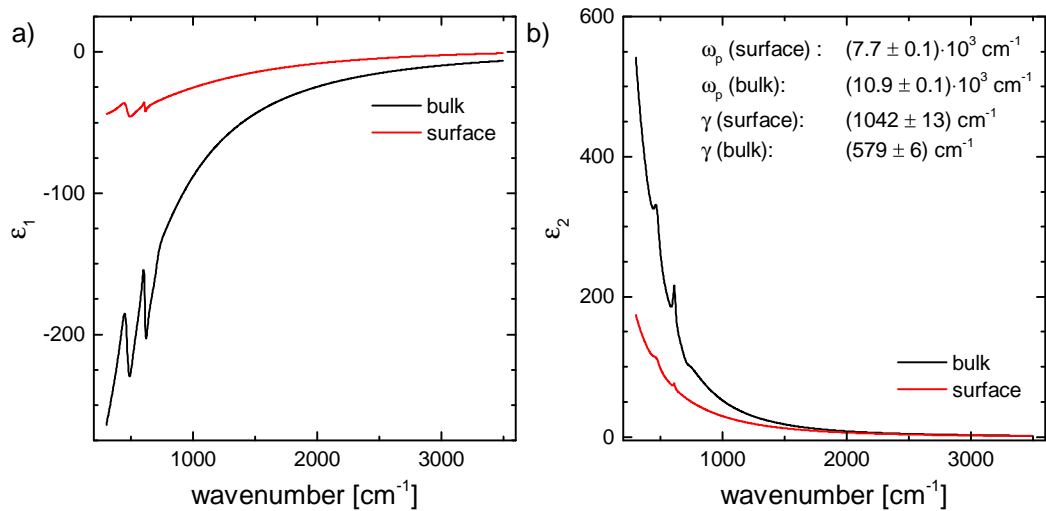 a)
0
-100
-200
ε₁
1000 2000 3000
wavenumber [cm⁻¹]
bulk
surface
b)
600
400
200
0
ε₂
1000 2000 3000
wavenumber [cm⁻¹]
ωₚ (surface) : (7.7 ± 0.1)·10³ cm⁻¹
ωₚ (bulk): (10.9 ± 0.1)·10³ cm⁻¹
γ (surface): (1042 ± 13) cm⁻¹
γ (bulk): (579 ± 6) cm⁻¹
bulk
surface